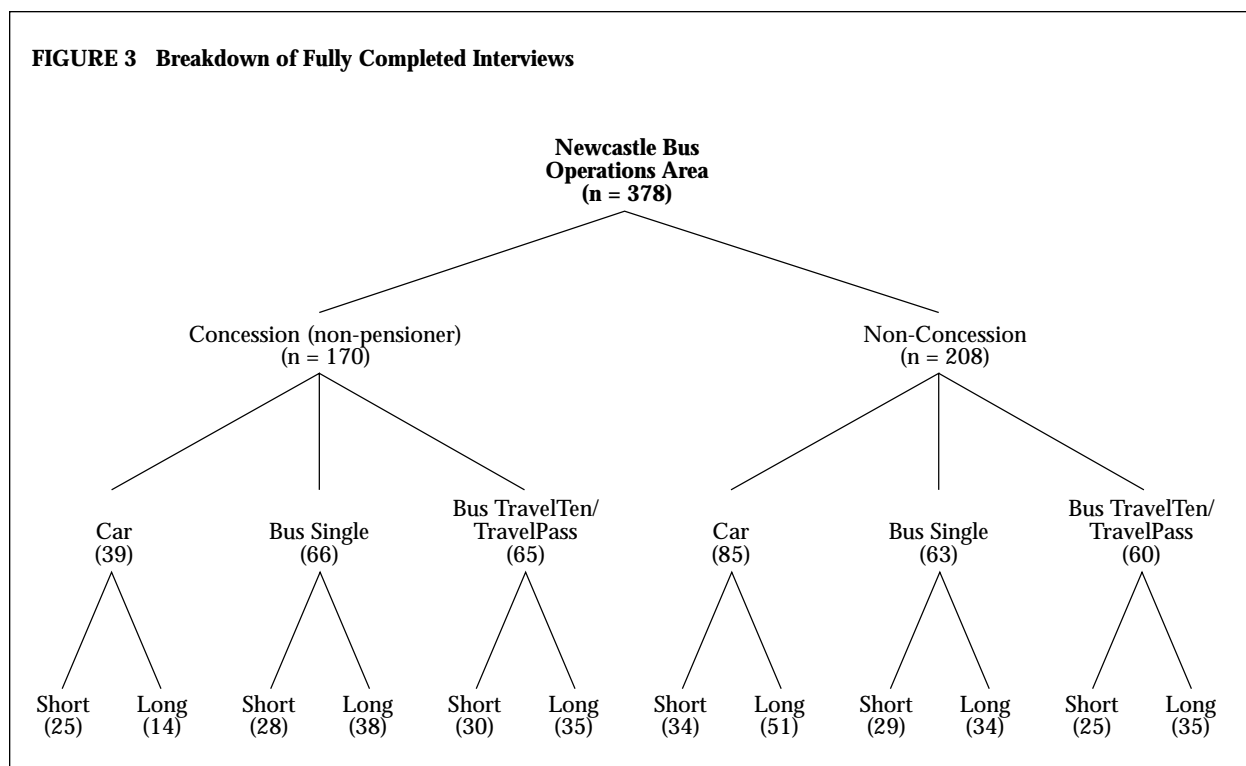 FIGURE 3 Breakdown of Fully Completed Interviews
Newcastle Bus
Operations Area
(n = 378)
Concession (non-pensioner)
(n = 170)
Non-Concession
(n = 208)
Car
(39)
Bus Single
(66)
Bus TravelTen/
TravelPass
(65)
Car
(85)
Bus Single
(63)
Bus TravelTen/
TravelPass
(60)
Short
(25)
Long
(14)
Short
(28)
Long
(38)
Short
(30)
Long
(35)
Short
(34)
Long
(51)
Short
(29)
Long
(34)
Short
(25)
Long
(35)